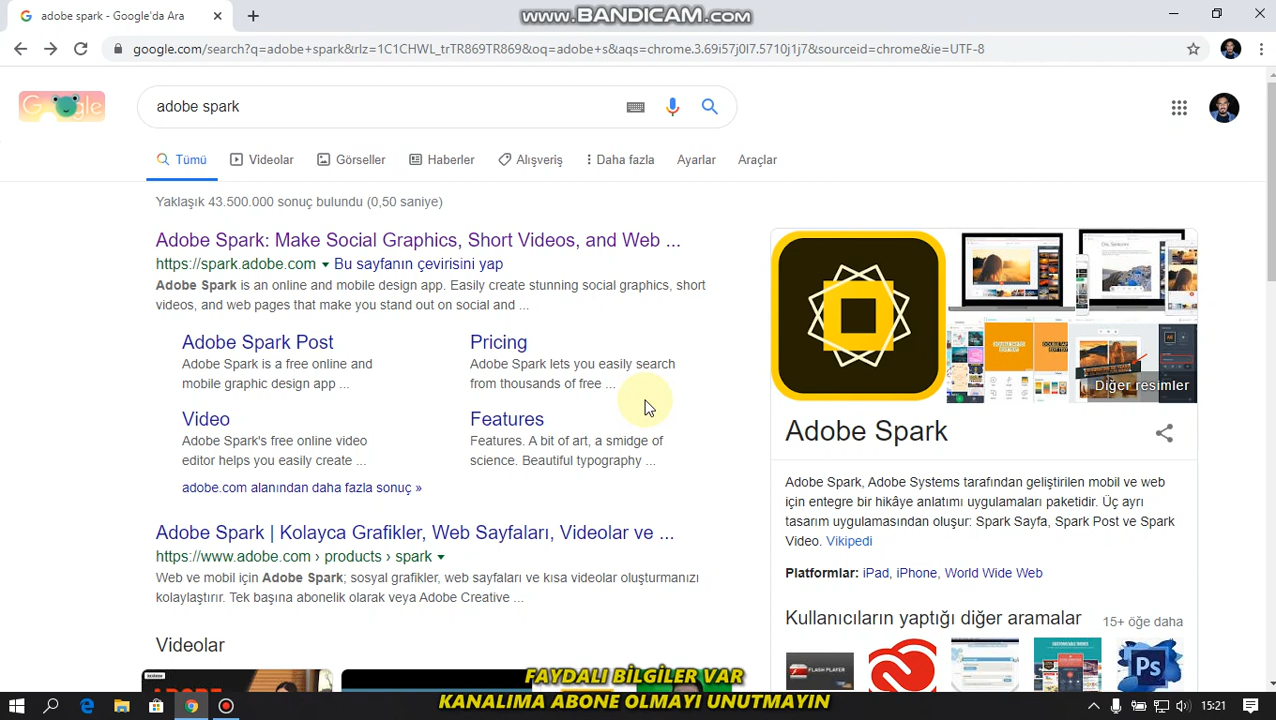 adobe spark - Google'da Ara
www.BANDICAM.com
google.com/search?q=adobe+spark&rlz=1C1CHWL_trTR869TR869&oq=adobe+s&aqs=chrome.3.69i57j0l7.5710j1j7&sourceid=chrome&ie=UTF-8
Google
adobe spark
Tümü
Videolar
Görseller
Haberler
Alışveriş
Daha fazla
Ayarlar
Araçlar
Yaklaşık 43.500.000 sonuç bulundu (0,50 saniye)
Adobe Spark: Make Social Graphics, Short Videos, and Web ...
https://spark.adobe.com ▾ Bu sayfanın çevirisini yap
Adobe Spark is an online and mobile design app. Easily create stunning social graphics, short
videos, and web pages that make you stand out on social and ...
Adobe Spark Post
Adobe Spark is a free online and
mobile graphic design app ...
Pricing
Adobe Spark lets you easily search
from thousands of free ...
Video
Adobe Spark's free online video
editor helps you easily create ...
Features
Features. A bit of art, a smidge of
science. Beautiful typography ...
adobe.com alanından daha fazla sonuç »
Adobe Spark | Kolayca Grafikler, Web Sayfaları, Videolar ve ...
https://www.adobe.com › products › spark ▾
Web ve mobil için Adobe Spark; sosyal grafikler, web sayfaları ve kısa videolar oluşturmanızı
kolaylaştırır. Tek başına abonelik olarak veya Adobe Creative ...
Videolar
Diğer resimler
Adobe Spark
Adobe Spark, Adobe Systems tarafından geliştirilen mobil ve web
için entegre bir hikâye anlatımı uygulamaları paketidir. Üç ayrı
tasarım uygulamasından oluşur: Spark Sayfa, Spark Post ve Spark
Video. Vikipedi
Platformlar: iPad, iPhone, World Wide Web
Kullanıcıların yaptığı diğer aramalar
15+ öğe daha
FLASH PLAYER
Ps
FAYDALI BİLGİLER VAR
KANALIMA ABONE OLMAYI UNUTMAYIN
15:21